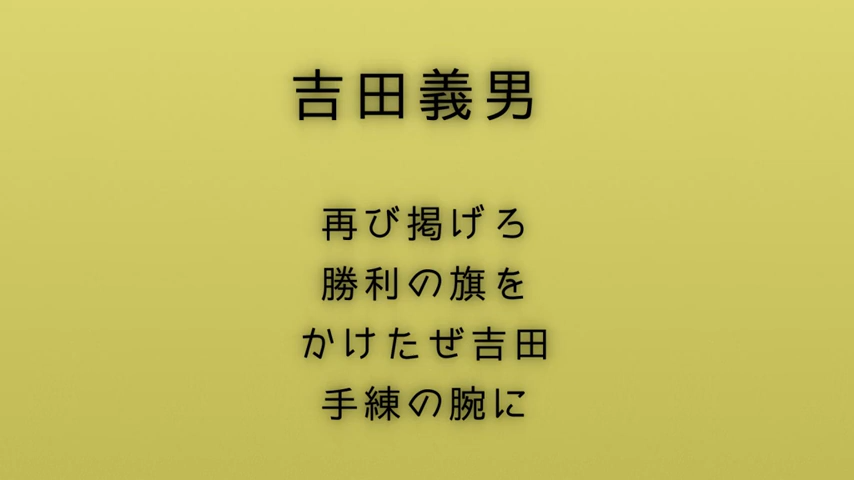 吉田義男
再び掲げろ
勝利の旗を
かけたぜ吉田
手練の腕に